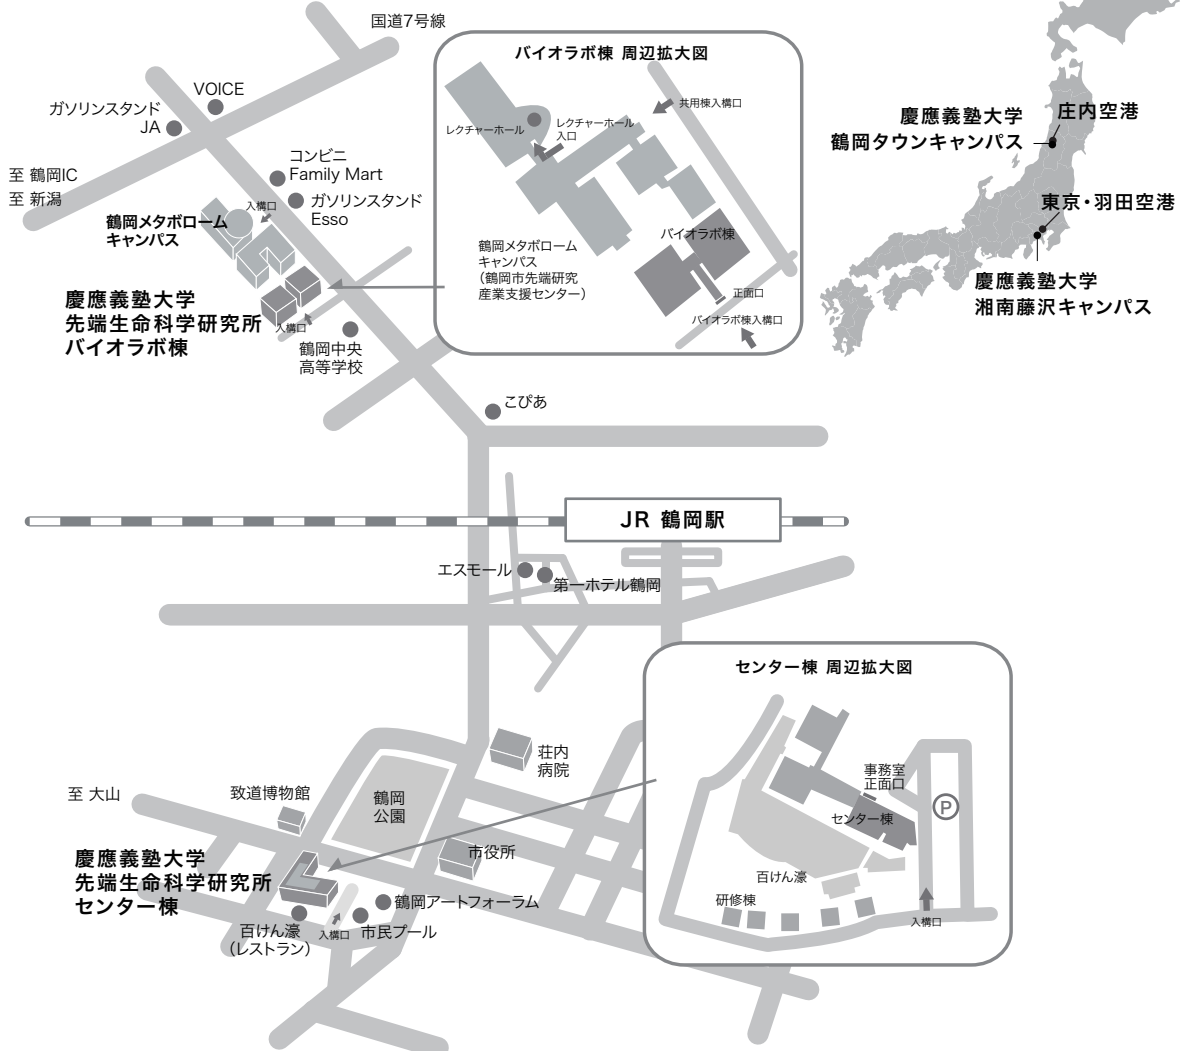 国道7号線
VOICE
ガソリンスタンド
JA
至 鶴岡IC
至 新潟
コンビニ
Family Mart
ガソリンスタンド
Esso
入構口
鶴岡メタボローム
キャンパス
慶應義塾大学
先端生命科学研究所
バイオラボ棟
入構口
鶴岡中央
高等学校
バイオラボ棟 周辺拡大図
共用棟入構口
レクチャーホール
レクチャーホール
入口
バイオラボ棟
鶴岡メタボローム
キャンパス
(鶴岡市先端研究
産業支援センター)
正面口
バイオラボ棟入構口
慶應義塾大学
鶴岡タウンキャンパス
庄内空港
東京・羽田空港
慶應義塾大学
湘南藤沢キャンパス
こぴあ
JR 鶴岡駅
エスモール
第一ホテル鶴岡
荘内
病院
至 大山
致道博物館
鶴岡
公園
市役所
慶應義塾大学
先端生命科学研究所
センター棟
鶴岡アートフォーラム
百けん濠
(レストラン)
入構口
市民プール
センター棟 周辺拡大図
事務室
正面口
P
センター棟
百けん濠
研修棟
入構口